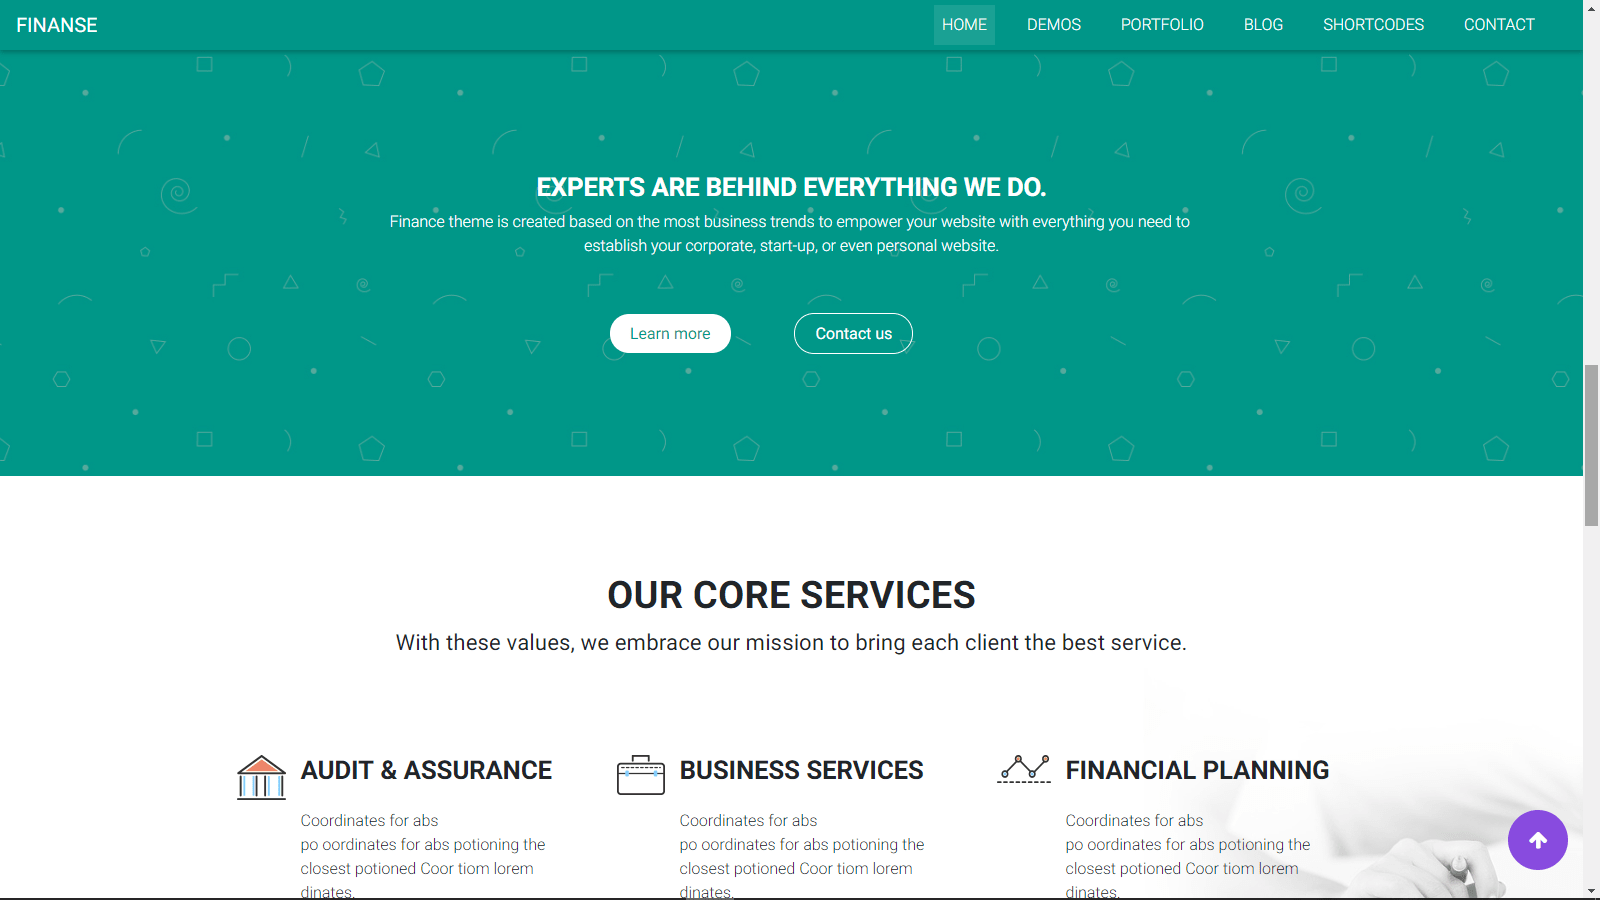 FINANSE
HOME DEMOS PORTFOLIO BLOG SHORTCODES CONTACT
EXPERTS ARE BEHIND EVERYTHING WE DO.
Finance theme is created based on the most business trends to empower your website with everything you need to
establish your corporate, start-up, or even personal website.
Learn more
Contact us
OUR CORE SERVICES
With these values, we embrace our mission to bring each client the best service.
AUDIT & ASSURANCE
Coordinates for abs
po oordinates for abs potioning the
closest potioned Coor tiom lorem
dinates.
BUSINESS SERVICES
Coordinates for abs
po oordinates for abs potioning the
closest potioned Coor tiom lorem
dinates.
FINANCIAL PLANNING
Coordinates for abs
po oordinates for abs potioning the
closest potioned Coor tiom lorem
dinates.